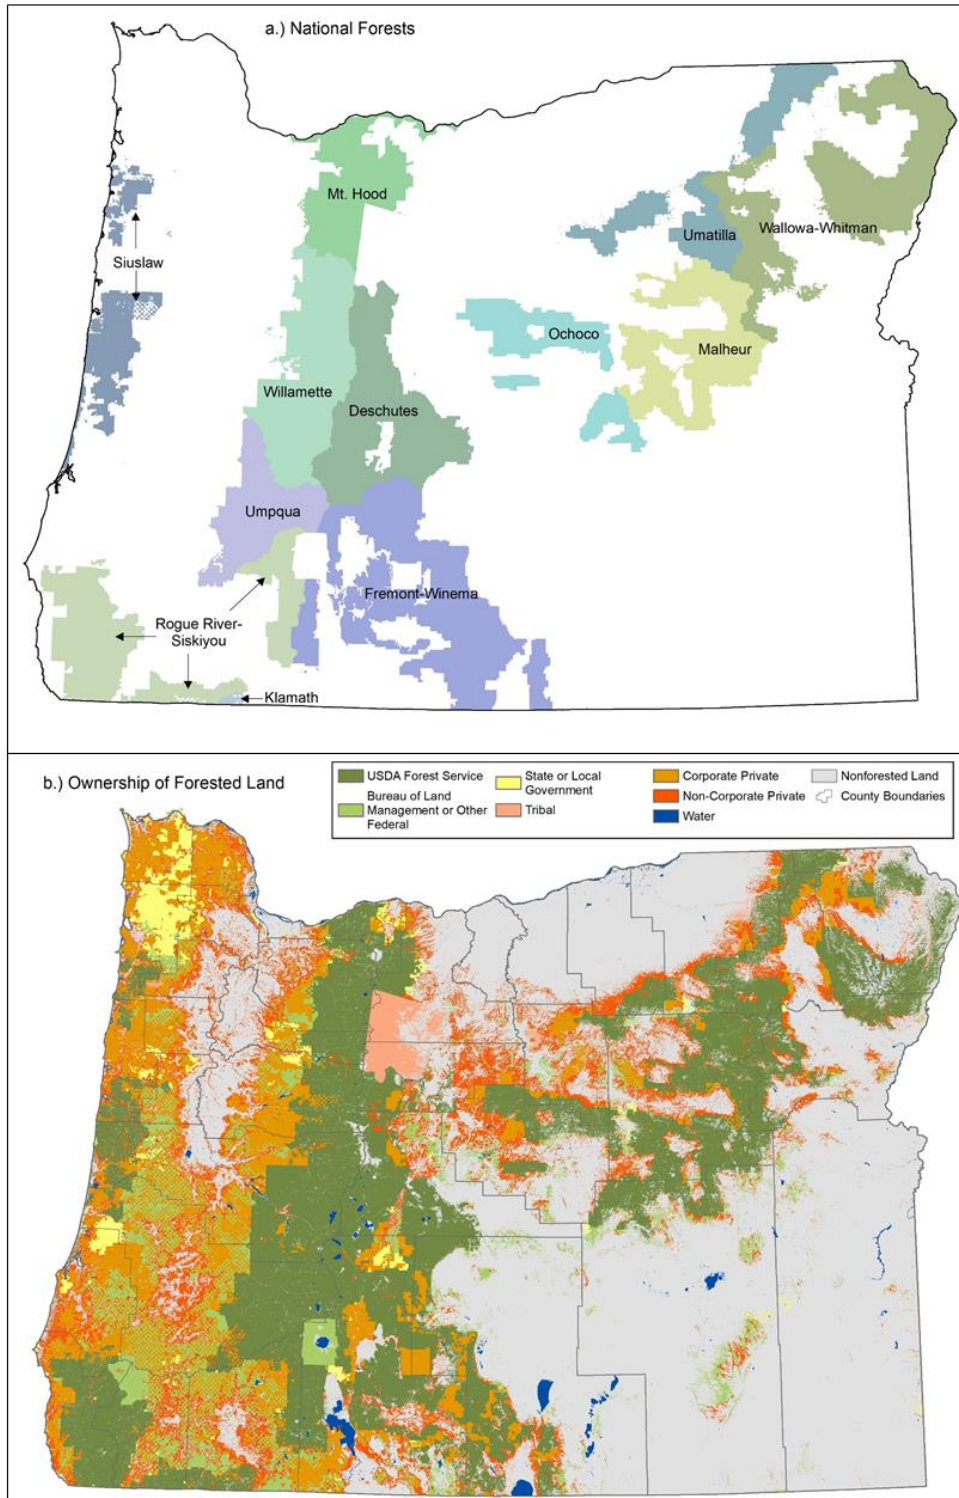 a.) National Forests
Mt. Hood
Siuslaw
Umatilla
Wallowa-Whitman
Ochoco
Malheur
Willamette
Deschutes
Umpqua
Fremont-Winema
Rogue River-
Siskiyou
Klamath
b.) Ownership of Forested Land
USDA Forest Service
Bureau of Land
Management or Other
Federal
State or Local
Government
Tribal
Corporate Private
Non-Corporate Private
Water
Nonforested Land
County Boundaries